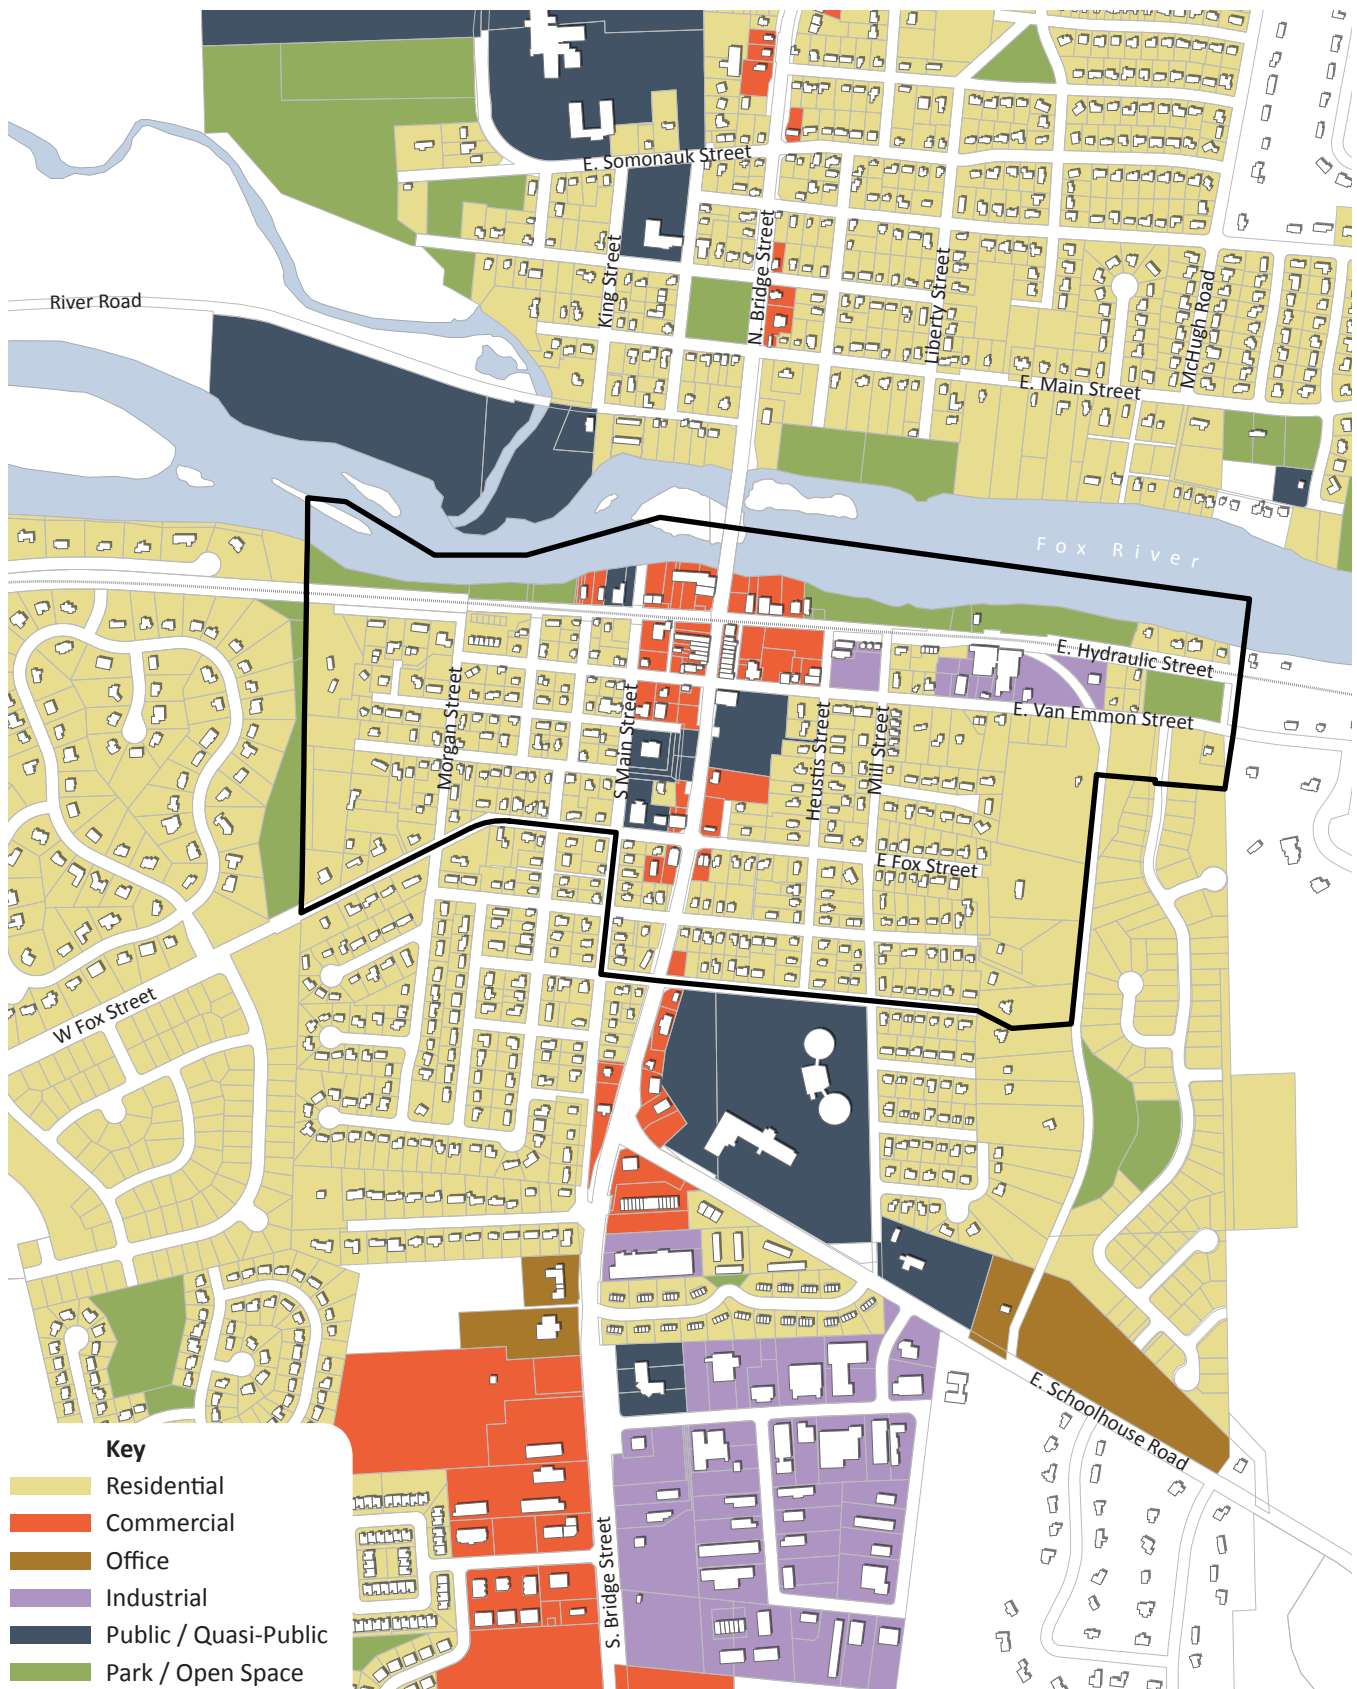 E. Somonauk Street
King Street
N. Bridge Street
Liberty Street
McHugh Road
River Road
E. Main Street
Fox River
E. Hydraulic Street
E. Van Emmon Street
Morgan Street
S. Main Street
Heustis Street
Mill Street
E Fox Street
W Fox Street
E. Schoolhouse Road
S. Bridge Street
Key
Residential
Commercial
Office
Industrial
Public / Quasi-Public
Park / Open Space